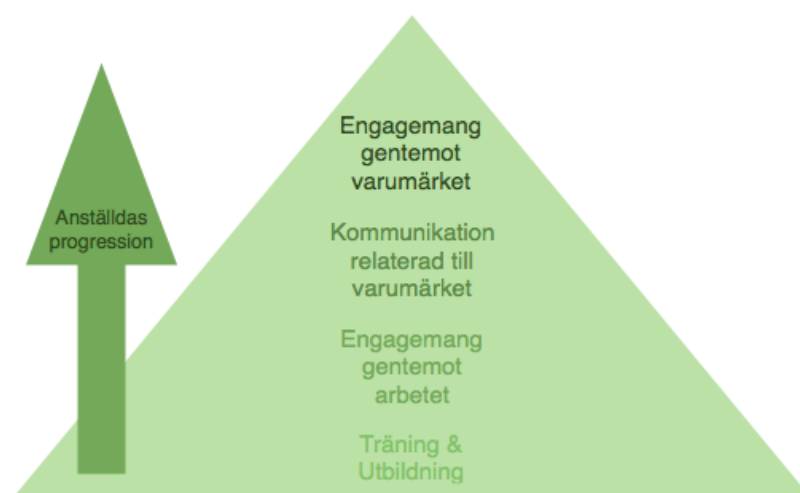 Anställdas
progression
Engagemang
gentemot
varumärket
Kommunikation
relaterad till
varumärket
Engagemang
gentemot
arbetet
Träning &
Utbildning